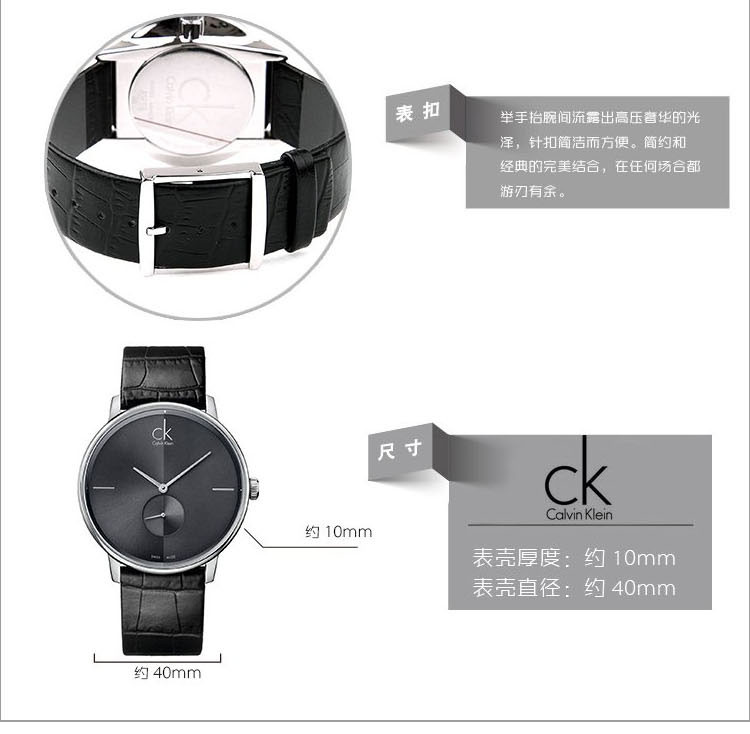 ck
Calvin Klein
表扣
举手抬腕间流露出高压奢华的光
泽，针扣简洁而方便。简约和
经典的完美结合，在任何场合都
游刃有余。
ck
Calvin Klein
约 10mm
约 40mm
尺寸
ck
Calvin Klein
表壳厚度：约 10mm
表壳直径：约 40mm